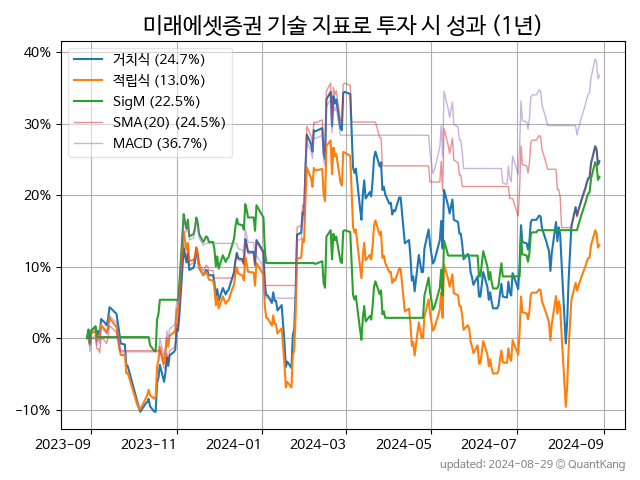 미래에셋증권 기술 지표로 투자 시 성과 (1년)
40%
30%
20%
10%
0%
−10%
거치식 (24.7%)
적립식 (13.0%)
SigM (22.5%)
SMA(20) (24.5%)
MACD (36.7%)
2023-09
2023-11
2024-01
2024-03
2024-05
2024-07
2024-09
updated: 2024-08-29 © QuantKang